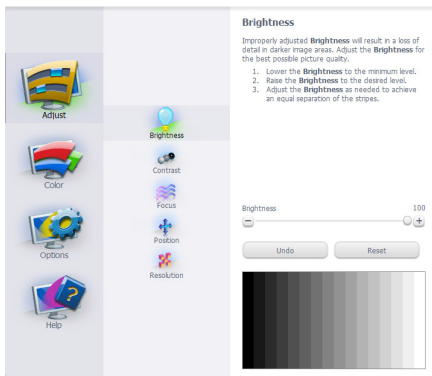 Adjust
Color
Options
Help
Brightness
Contrast
Focus
Position
Resolution
Brightness
Improperly adjusted Brightness will result in a loss of
detail in darker image areas. Adjust the Brightness for
the best possible picture quality.
1. Lower the Brightness to the minimum level.
2. Raise the Brightness to the desired level.
3. Adjust the Brightness as needed to achieve
an equal separation of the stripes.
Brightness 100
Undo Reset